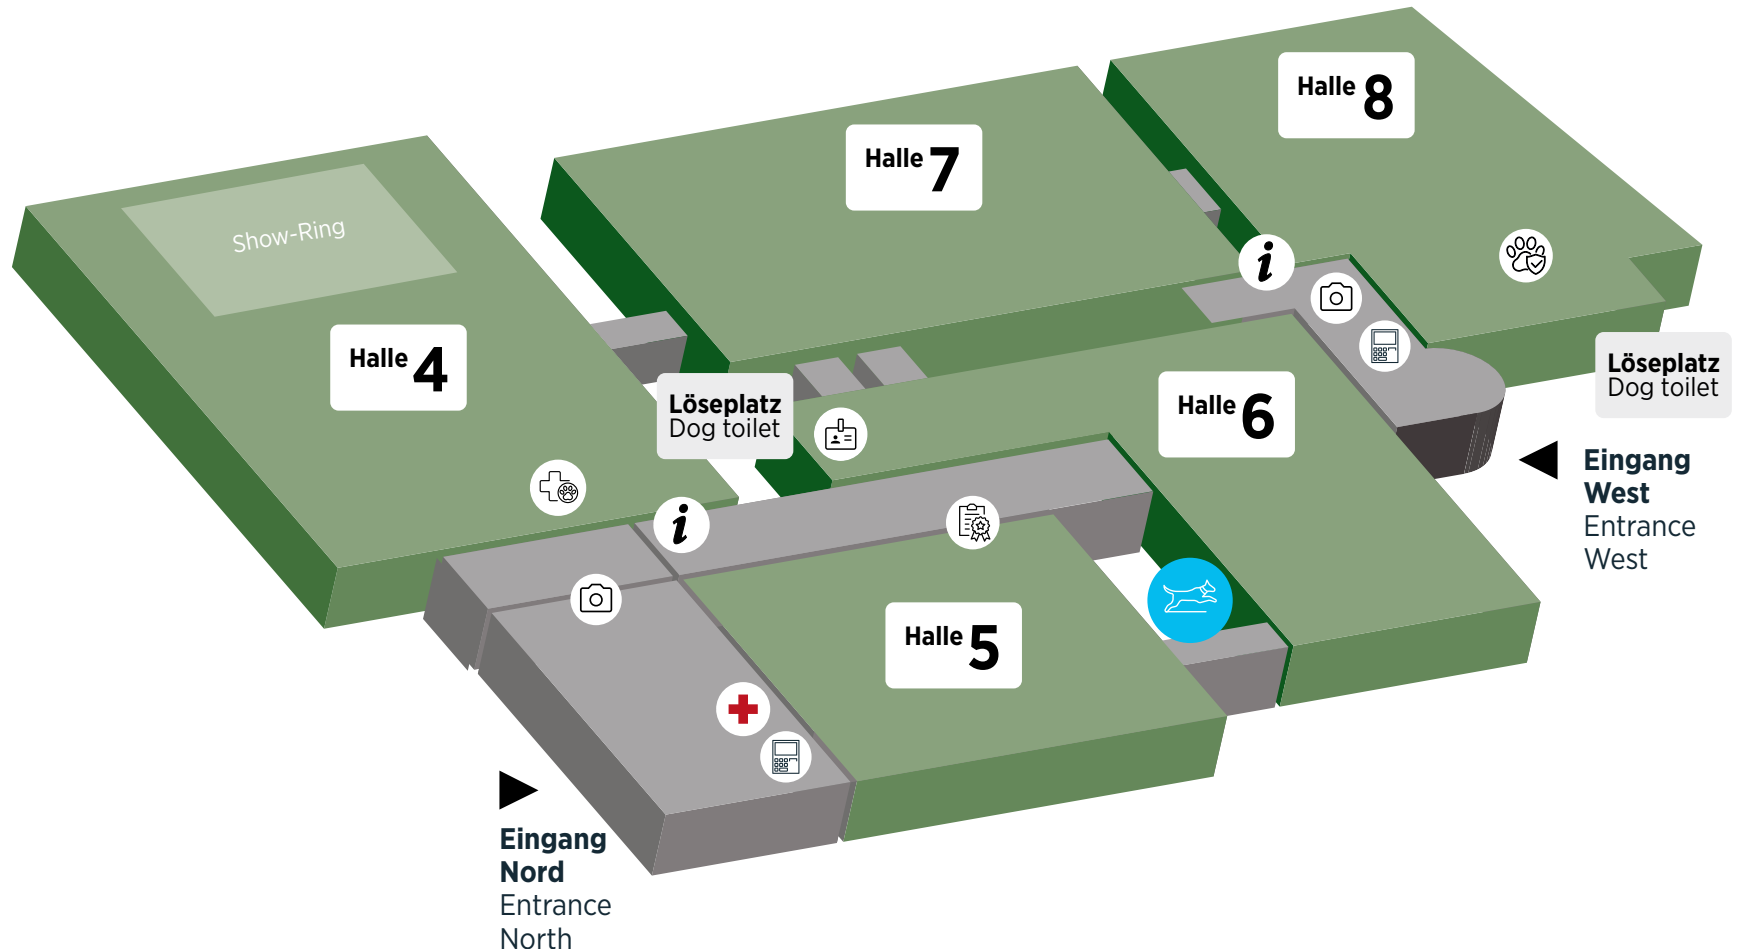 Halle 8
Halle 7
Show-Ring
Halle 4
Löseplatz
Dog toilet
Halle 6
Löseplatz
Dog toilet
Eingang
West
Entrance
West
Halle 5
Eingang
Nord
Entrance
North